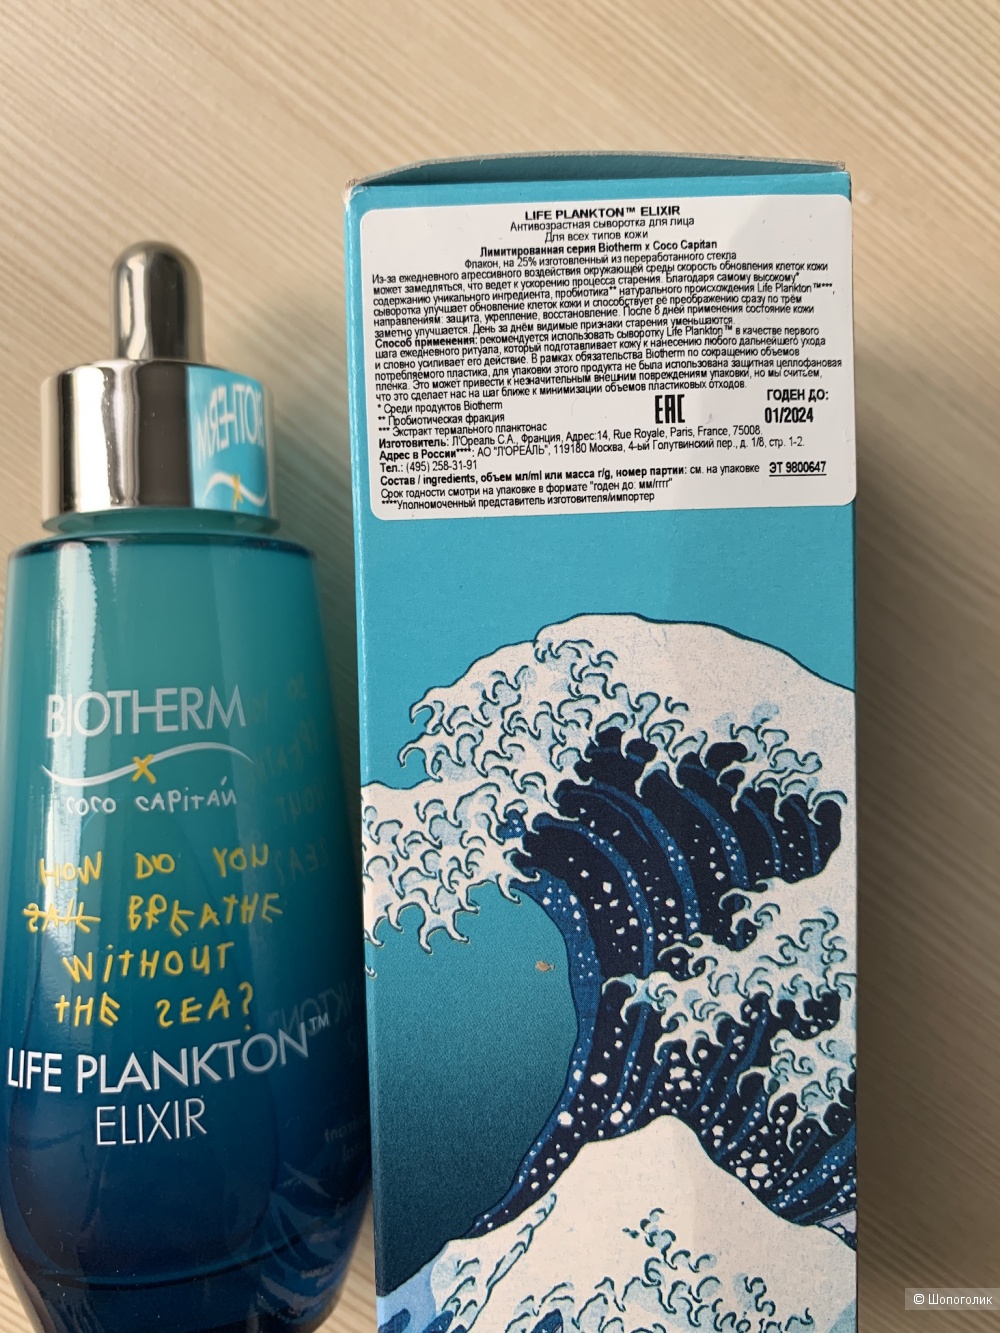 LIFE PLANKTON™ ELIXIR
Антивозрастная сыворотка для лица
Для всех типов кожи
Лимитированная серия Biotherm x Coco Capitan
Флакон, на 25% изготовленный из переработанного стекла
Из-за ежедневного агрессивного воздействия окружающей среды скорость обновления клеток кожи
может замедляться, что ведет к ускорению процесса старения. Благодаря самому высокому*
содержанию уникального ингредиента, пробиотика** натурального происхождения Life Plankton™***,
сыворотка улучшает обновление клеток кожи и способствует её преображению сразу по трём
направлениям: защита, укрепление, восстановление. После 8 дней применения состояние кожи
заметно улучшается. День за днём видимые признаки старения уменьшаются.
Способ применения: рекомендуется использовать сыворотку Life Plankton™ в качестве первого
шага ежедневного ритуала, который подготавливает кожу к нанесению любого дальнейшего ухода
и словно усиливает его действие. В рамках обязательства Biotherm по сокращению объемов
потребляемого пластика, для упаковки этого продукта не была использована защитная целлофановая
пленка. Это может привести к незначительным внешним повреждениям упаковки, но мы считаем,
что это сделает нас на шаг ближе к минимизации объемов пластиковых отходов.
* Среди продуктов Biotherm
** Пробиотическая фракция
*** Экстракт термального планктонас
EAC
ГОДЕН ДО:
01/2024
Изготовитель: Л'Ореаль С.А., Франция, Адрес:14, Rue Royale, Paris, France, 75008.
Адрес в России****: АО "Л'ОРЕАЛЬ", 119180 Москва, 4-ый Голутвинский пер., д. 1/8, стр. 1-2.
Тел.: (495) 258-31-91
Состав / ingredients, объем мл/ml или масса г/g, номер партии: см. на упаковке ЭТ 9800647
Срок годности смотри на упаковке в формате "годен до: мм/гггг"
****Уполномоченный представитель изготовителя/импортер
BIOTHERM
BIOTHERM
x
COCO CAPITÁN
HOW DO YOU
BREATHE
WITHOUT
THE SEA?
LIFE PLANKTON™
ELIXIR
© Шопоголик